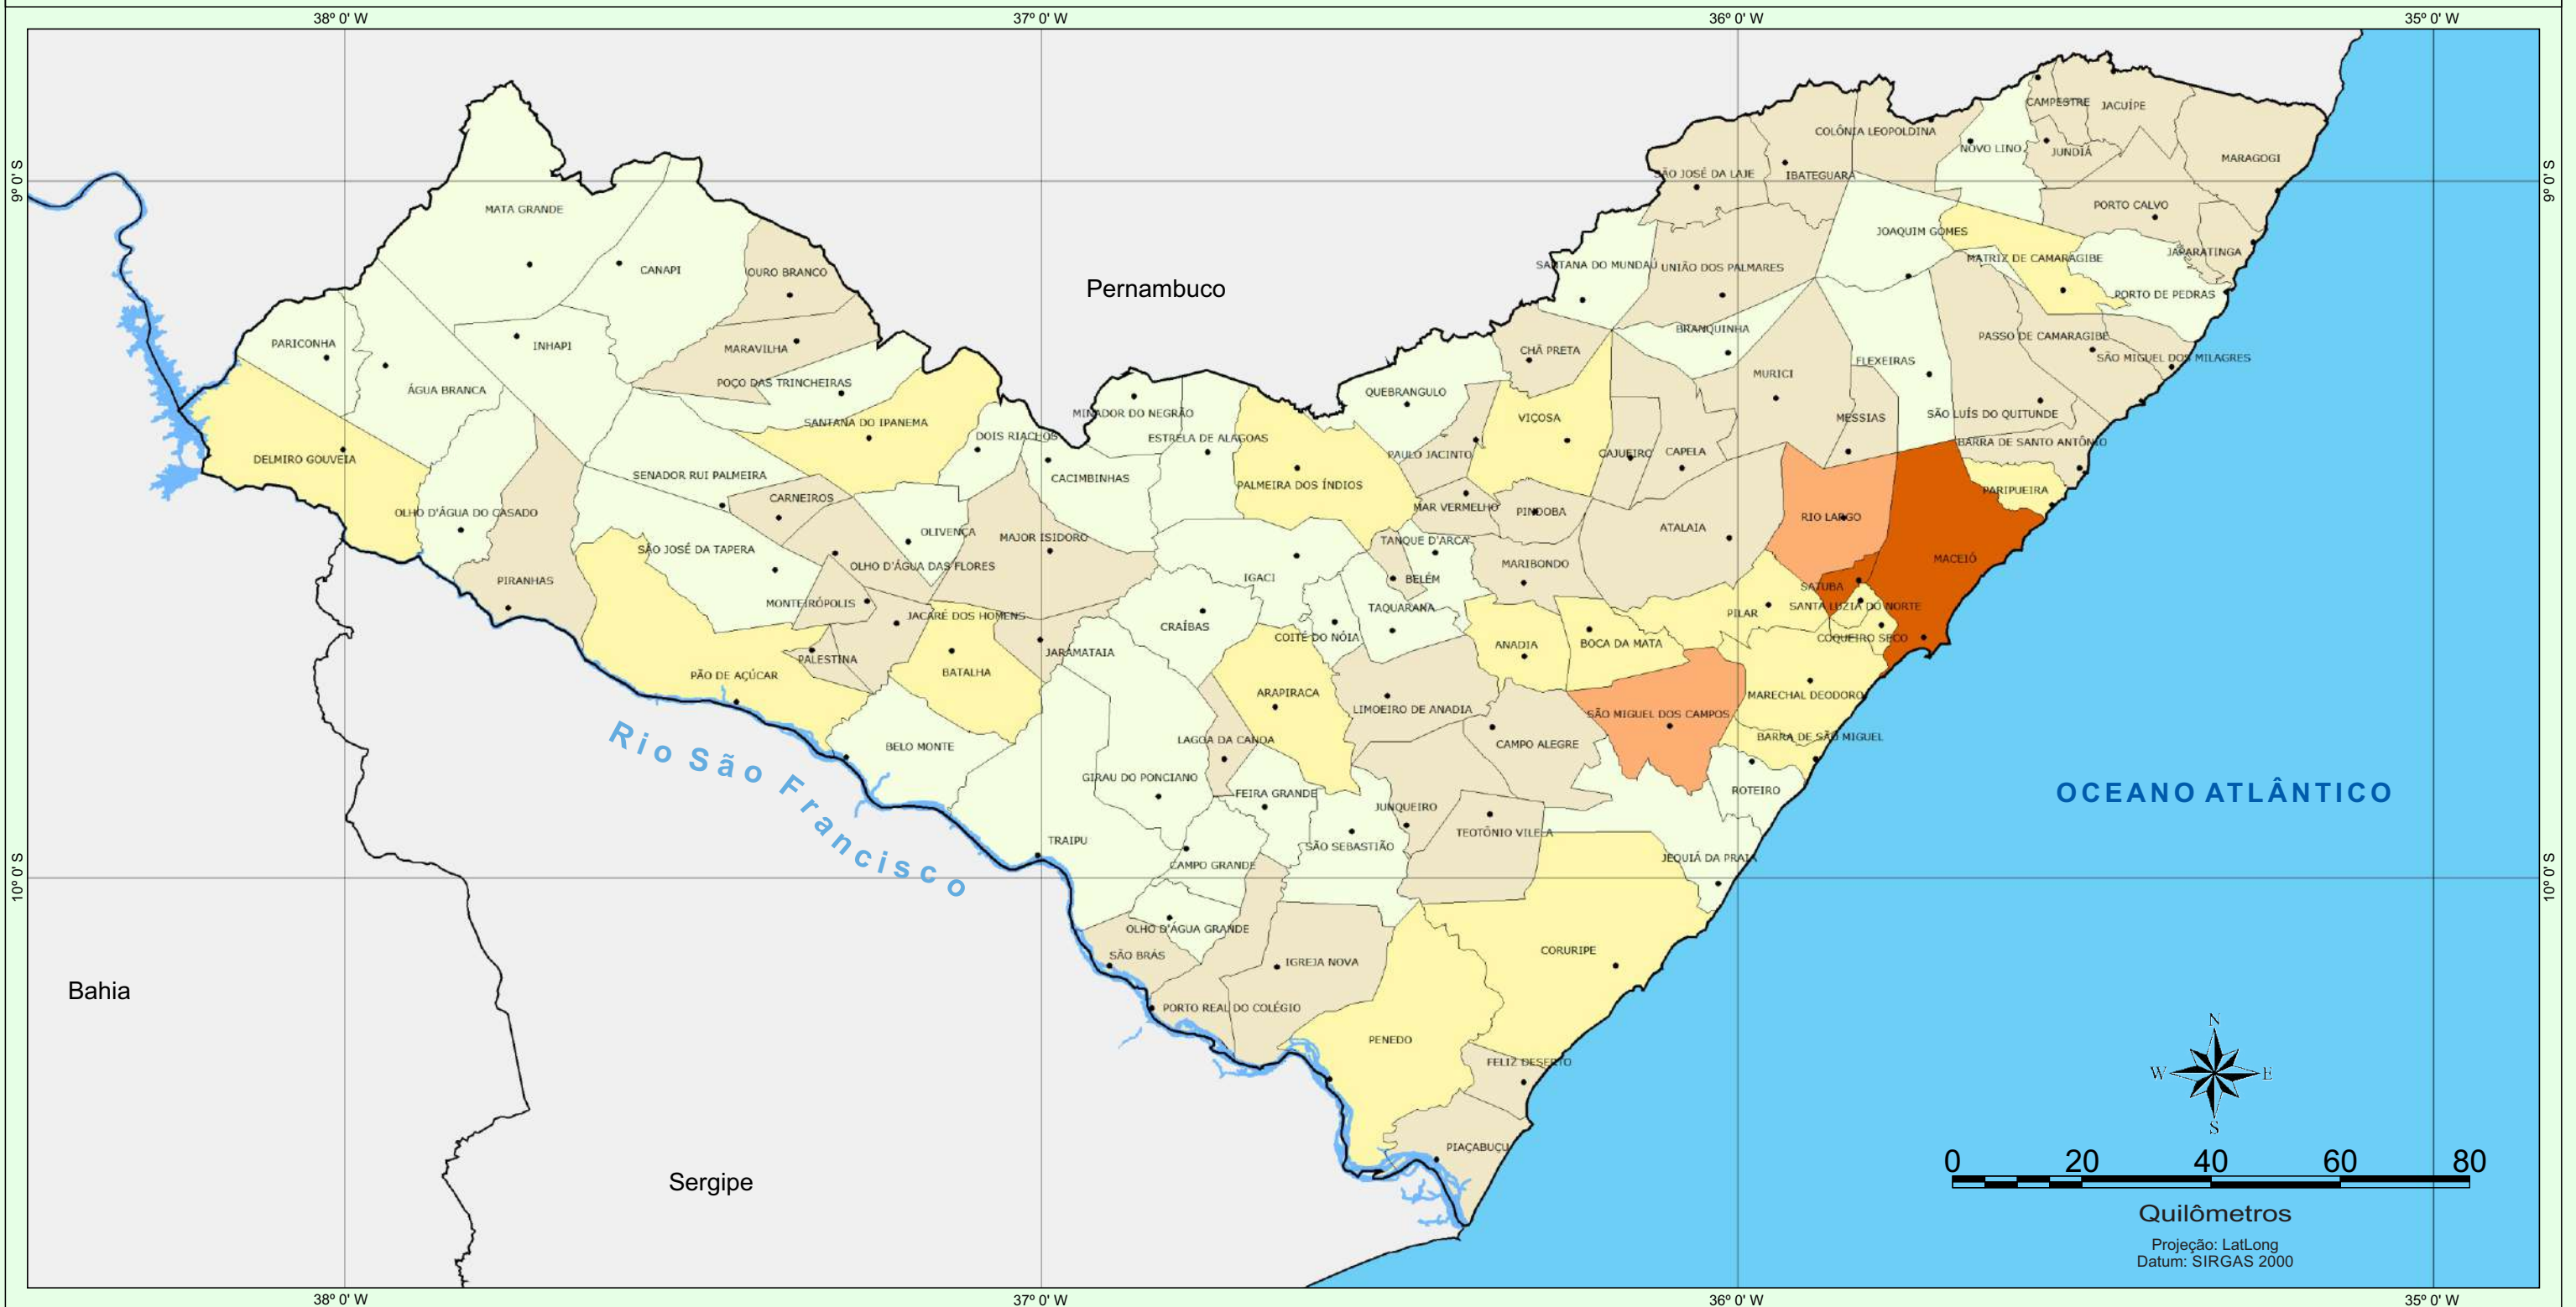 38º 0' W
37º 0' W
36º 0' W
35º 0' W
9º 0' S
9º 0' S
10º 0' S
10º 0' S
CAMPESTRE
JACUÍPE
COLÔNIA LEOPOLDINA
NOVO LINO
JUNDIÁ
MARAGOGI
SÃO JOSÉ DA LAJE
IBATEGUARA
MATA GRANDE
PORTO CALVO
JOAQUIM GOMES
JAPARATINGA
MATRIZ DE CAMARAGIBE
SANTANA DO MUNDAÚ
UNIÃO DOS PALMARES
CANAPI
OURO BRANCO
Pernambuco
PORTO DE PEDRAS
BRANQUINHA
PASSO DE CAMARAGIBE
PARICONHA
INHAPI
MARAVILHA
CHÃ PRETA
SÃO MIGUEL DOS MILAGRES
FLEXEIRAS
MURICI
POÇO DAS TRINCHEIRAS
ÁGUA BRANCA
QUEBRANGULO
MINADOR DO NEGRÃO
SÃO LUÍS DO QUITUNDE
VIÇOSA
MESSIAS
SANTANA DO IPANEMA
DOIS RIACHOS
ESTRELA DE ALAGOAS
BARRA DE SANTO ANTÔNIO
CAJUEIRO
CAPELA
PAULO JACINTO
DELMIRO GOUVEIA
SENADOR RUI PALMEIRA
CACIMBINHAS
PALMEIRA DOS ÍNDIOS
PARIPUEIRA
CARNEIROS
MAR VERMELHO
PINDOBA
OLHO D'ÁGUA DO CASADO
RIO LARGO
ATALAIA
OLIVENÇA
MAJOR ISIDORO
TANQUE D'ARCA
SÃO JOSÉ DA TAPERA
MACEIÓ
OLHO D'ÁGUA DAS FLORES
MARIBONDO
PIRANHAS
IGACI
BELÉM
SATUBA
MONTEIRÓPOLIS
TAQUARANA
SANTA LUZIA DO NORTE
JACARÉ DOS HOMENS
PILAR
CRAÍBAS
COITÉ DO NÓIA
COQUEIRO SECO
ANADIA
BOCA DA MATA
JARAMATAIA
PALESTINA
BATALHA
PÃO DE AÇÚCAR
ARAPIRACA
MARECHAL DEODORO
LIMOEIRO DE ANADIA
SÃO MIGUEL DOS CAMPOS
BARRA DE SÃO MIGUEL
LAGOA DA CANOA
CAMPO ALEGRE
BELO MONTE
Rio São Francisco
GIRAU DO PONCIANO
ROTEIRO
OCEANO ATLÂNTICO
FEIRA GRANDE
JUNQUEIRO
TEOTÔNIO VILELA
TRAIPU
SÃO SEBASTIÃO
JEQUIÁ DA PRAIA
CAMPO GRANDE
OLHO D'ÁGUA GRANDE
CORURIPE
SÃO BRÁS
IGREJA NOVA
Bahia
PORTO REAL DO COLÉGIO
N
PENEDO
FELIZ DESERTO
W
E
S
PIAÇABUÇU
0 20 40 60 80
Sergipe
Quilômetros
Projeção: LatLong
Datum: SIRGAS 2000
38º 0' W
37º 0' W
36º 0' W
35º 0' W